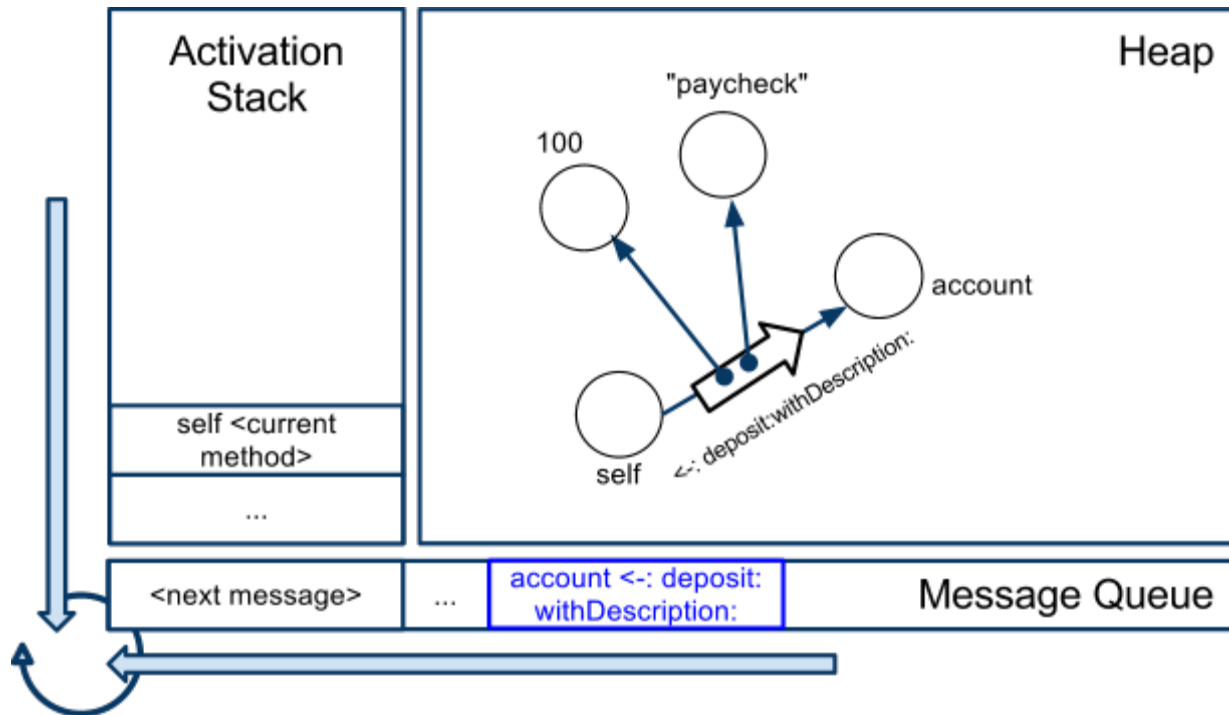 Activation
Stack
Heap
"paycheck"
100
account
<-: deposit:withDescription:
self
self <current
method>
...
<next message>
...
account <-: deposit:
withDescription:
Message Queue